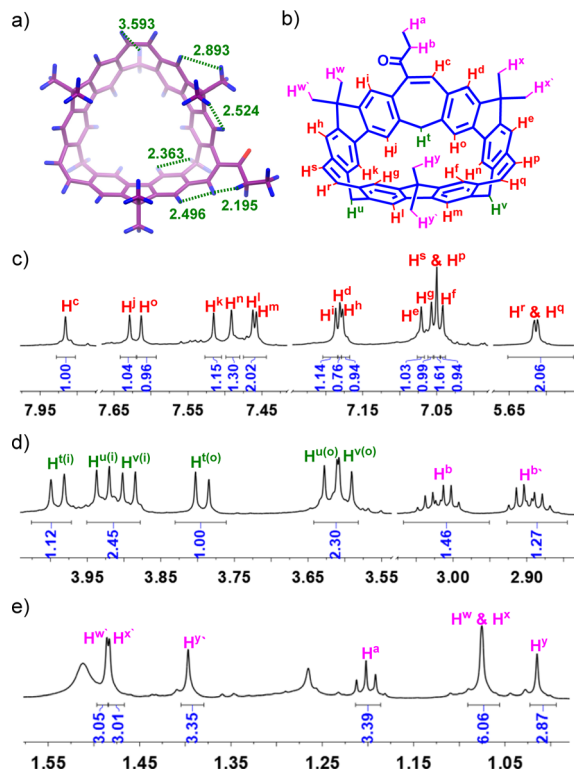 a)
3.593
2.893
2.524
2.363
2.195
2.496
b)
Hᵃ
Hᵇ
O
Hᶜ
Hᵈ
Hˣ
Hˣ`
Hʷ
Hʷ`
Hⁱ
Hᵗ
Hᵉ
Hʰ
Hʲ
Hᵒ
Hˢ
Hᵏ
Hᵍ
Hʸ
Hᶠ
Hⁿ
Hᵖ
Hʳ
H^q
Hᵘ
Hˡ
Hʸ`
Hᵐ
Hᵛ
c)
Hᶜ
Hʲ Hᵒ
Hᵏ Hⁿ Hˡ Hᵐ
Hⁱ Hᵈ Hʰ
Hˢ & Hᵖ
Hᵉ Hᵍ Hᶠ
Hʳ & H^q
1.00 1.04 0.96 1.15 1.30 2.02 1.14 0.76 0.94 1.03 0.99 1.61 0.94 2.06
7.95 7.65 7.55 7.45 7.15 7.05 5.65
d)
H^t(i) H^u(i) H^v(i) H^t(o) H^u(o) H^v(o) Hᵇ Hᵇ`
1.12 2.45 1.00 2.30 1.46 1.27
3.95 3.85 3.75 3.65 3.55 3.00 2.90
e)
Hʷ` Hˣ` Hʸ` Hᵃ Hʷ & Hˣ Hʸ
3.05 3.01 3.35 3.39 6.06 2.87
1.55 1.45 1.35 1.25 1.15 1.05